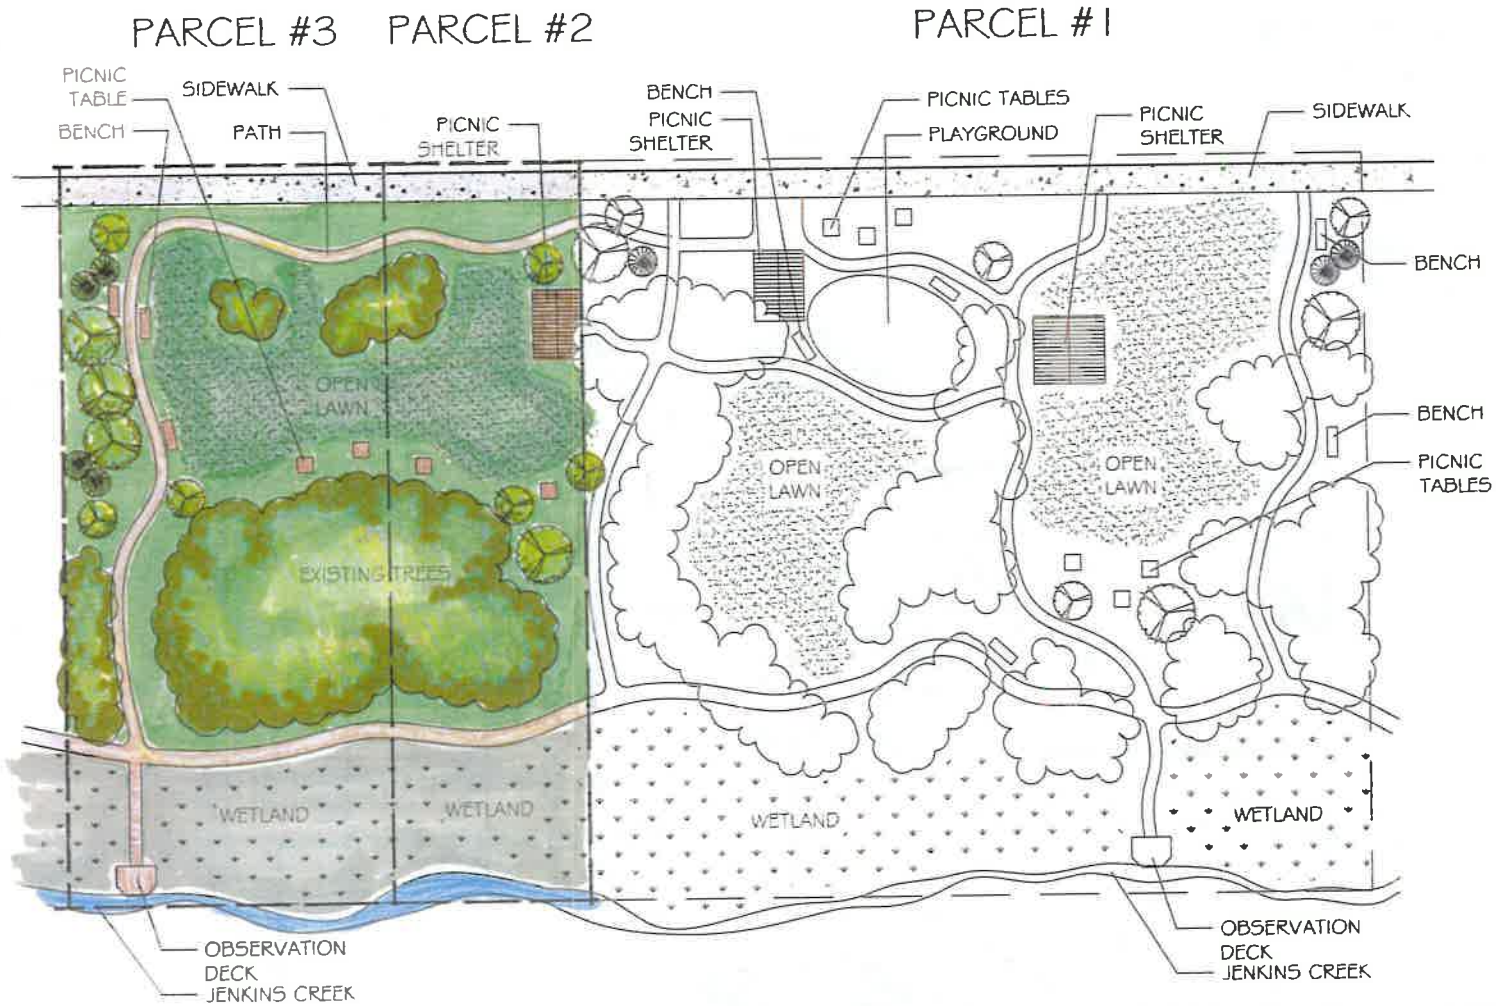 PARCEL #3
PARCEL #2
PARCEL #1
PICNIC
TABLE
BENCH
SIDEWALK
PATH
PICNIC
SHELTER
BENCH
PICNIC
SHELTER
PICNIC TABLES
PLAYGROUND
PICNIC
SHELTER
SIDEWALK
BENCH
BENCH
PICNIC
TABLES
OPEN
LAWN
OPEN
LAWN
OPEN
LAWN
EXISTING TREES
WETLAND
WETLAND
WETLAND
WETLAND
OBSERVATION
DECK
JENKINS CREEK
OBSERVATION
DECK
JENKINS CREEK